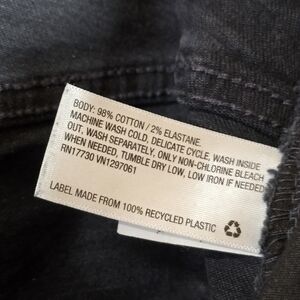 BODY: 98% COTTON / 2% ELASTANE.
MACHINE WASH COLD, DELICATE CYCLE, WASH INSIDE
OUT, WASH SEPARATELY, ONLY NON-CHLORINE BLEACH
WHEN NEEDED, TUMBLE DRY LOW, LOW IRON IF NEEDED
RN17730 VN1297061
LABEL MADE FROM 100% RECYCLED PLASTIC